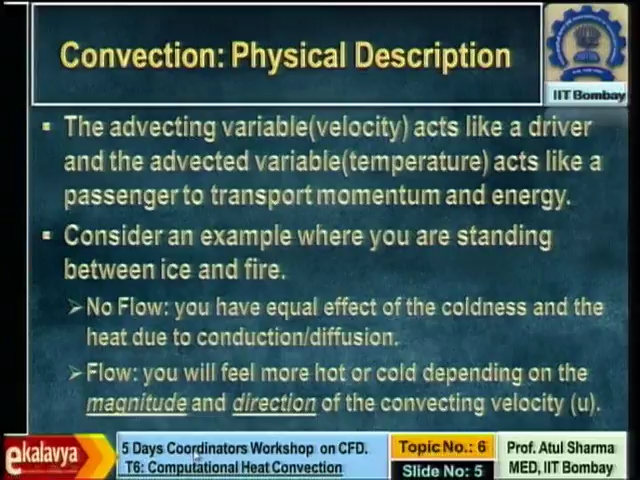 Convection: Physical Description
IIT Bombay
▪ The advecting variable(velocity) acts like a driver
and the advected variable(temperature) acts like a
passenger to transport momentum and energy.
▪ Consider an example where you are standing
between ice and fire.
➢ No Flow: you have equal effect of the coldness and the
heat due to conduction/diffusion.
➢ Flow: you will feel more hot or cold depending on the
magnitude and direction of the convecting velocity (u).
ekalavya
5 Days Coordinators Workshop on CFD.
T6: Computational Heat Convection
Topic No.: 6
Slide No: 5
Prof. Atul Sharma
MED, IIT Bombay